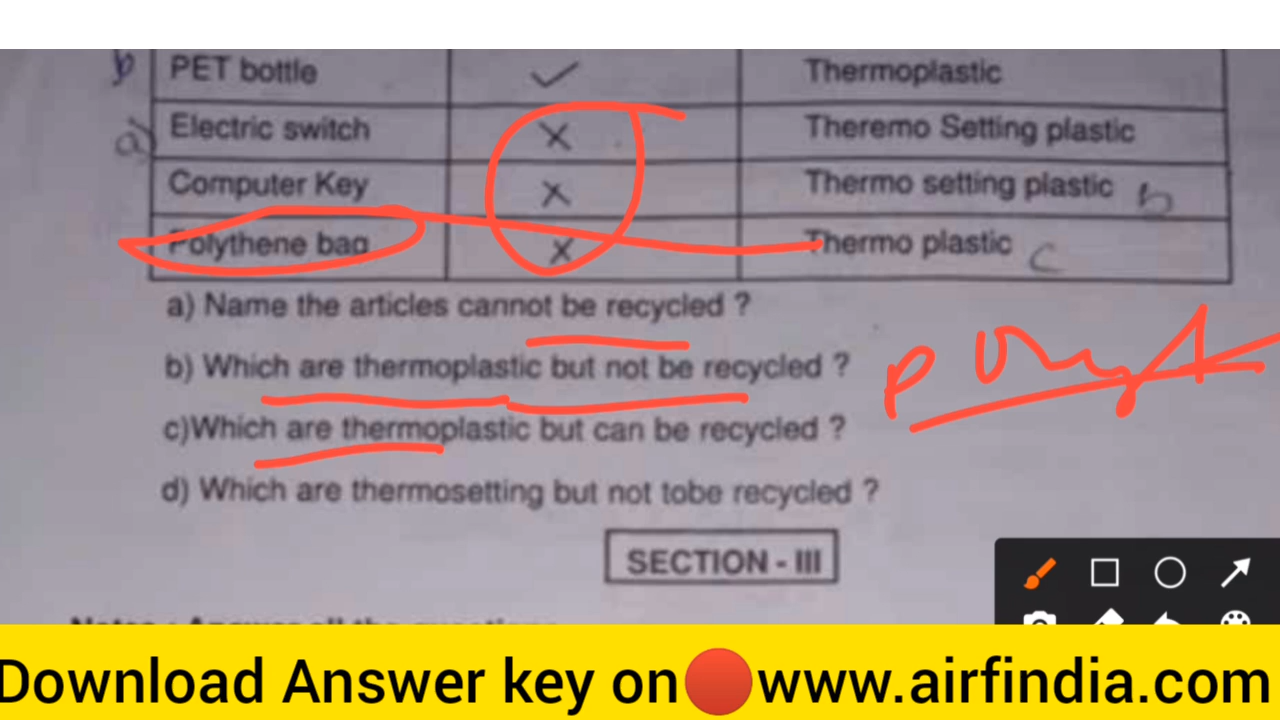 b PET bottle ✓ Thermoplastic
a) Electric switch X Theremo Setting plastic
Computer Key X Thermo setting plastic b
Polythene bag X Thermo plastic c
a) Name the articles cannot be recycled ?
b) Which are thermoplastic but not be recycled ?
c)Which are thermoplastic but can be recycled ?
d) Which are thermosetting but not tobe recycled ?
SECTION - III
Download Answer key on www.airfindia.com